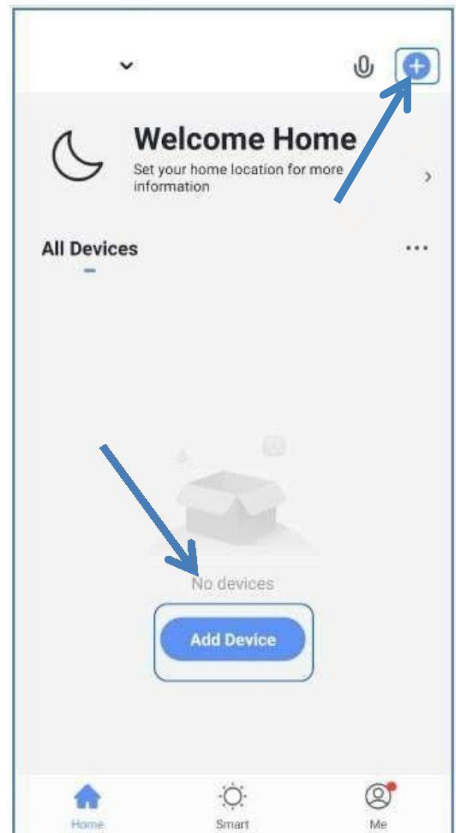 Welcome Home
Set your home location for more
information
All Devices
No devices
Add Device
Home
Smart
Me